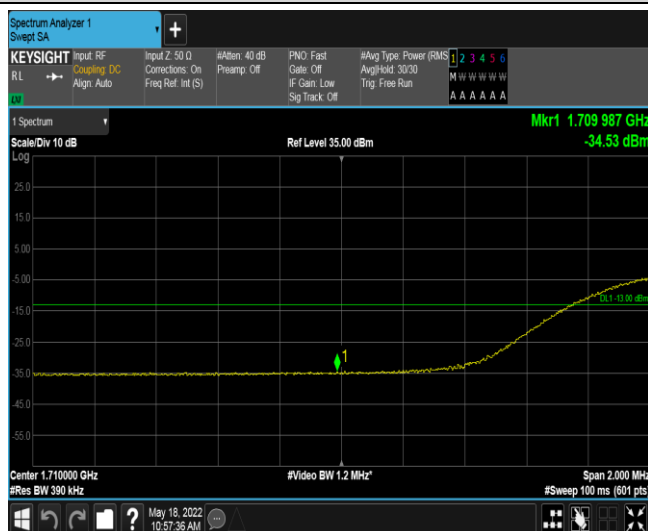 Spectrum Analyzer 1
Swept SA
KEYSIGHT Input: RF Input Z: 50 Ω #Atten: 40 dB PNO: Fast #Avg Type: Power (RMS 1 2 3 4 5 6
RL Coupling: DC Corrections: On Preamp: Off Gate: Off Avg|Hold: 30/30 M W W W W W
Align: Auto Freq Ref: Int (S) IF Gain: Low Trig: Free Run
LXI Sig Track: Off A A A A A A
1 Spectrum Mkr1 1.709 987 GHz
Scale/Div 10 dB Ref Level 35.00 dBm -34.53 dBm
Log
25.0
15.0
5.00
-5.00
DL1 -13.00 dBm
-15.0
-25.0
1
-35.0
-45.0
-55.0
Center 1.710000 GHz #Video BW 1.2 MHz* Span 2.000 MHz
#Res BW 390 kHz #Sweep 100 ms (601 pts)
? May 18, 2022
10:57:36 AM